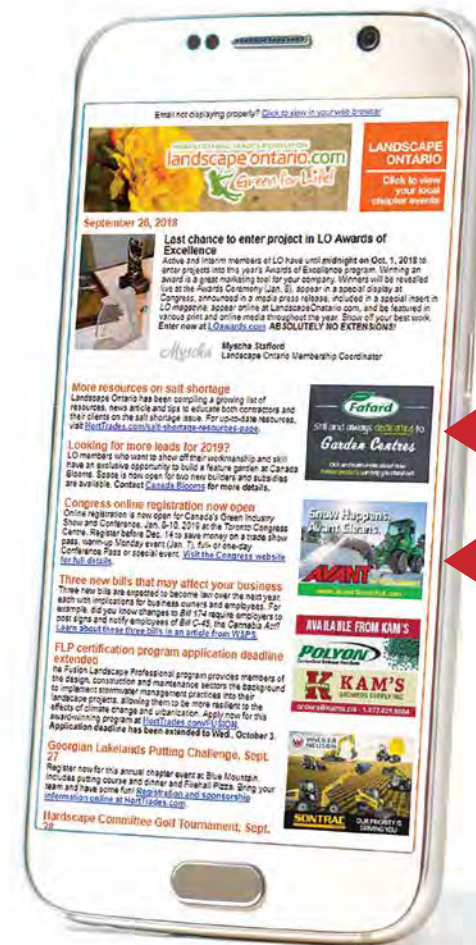 Email not displaying properly? Click to view in your web browser
landscapeontario.com
Green for Life!
LANDSCAPE
ONTARIO
Click to view
your local
chapter events
September 26, 2018
Last chance to enter project in LO Awards of
Excellence
Active and Interim members of LO have until midnight on Oct. 1, 2018 to
enter projects into this year's Awards of Excellence program. Winning an
award is a great marketing tool for your company. Winners will be revealed
live at the Awards Ceremony (Jan. 8), appear in a special display at
Congress, announced in a media press release, included in a special insert in
LO magazine, appear online at LandscapeOntario.com, and be featured in
various print and online media throughout the year. Show off your best work.
Enter now at LOawards.com. ABSOLUTELY NO EXTENSIONS!
Myscha
Myscha Stafford
Landscape Ontario Membership Coordinator
More resources on salt shortage
Landscape Ontario has been compiling a growing list of
resources, news article and tips to educate both contractors and
their clients on the salt shortage issue. For up-to-date resources,
visit HortTrades.com/salt-shortage-resources-page.
Looking for more leads for 2019?
LO members who want to show off their workmanship and skill
have an exclusive opportunity to build a feature garden at Canada
Blooms. Space is now open for two new builders and subsidies
are available. Contact Canada Blooms for more details.
Congress online registration now open
Online registration is now open for Canada's Green Industry
Show and Conference, Jan. 8-10, 2019 at the Toronto Congress
Centre. Register before Dec. 14 to save money on a trade show
pass, warm-up Monday event (Jan. 7), full- or one-day
Conference Pass or special event. Visit the Congress website
for full details.
Three new bills that may affect your business
Three new bills are expected to become law over the next year,
each with implications for business owners and employees. For
example, did you know changes to Bill 174 require employers to
post signs and notify employees of Bill C-45, the Cannabis Act?
Learn about these three bills in an article from WSPS.
FLP certification program application deadline
extended
he Fusion Landscape Professional program provides members of
the design, construction and maintenance sectors the background
to implement stormwater management practices into their
landscape projects, allowing them to be more resilient to the
effects of climate change and urbanization. Apply now for this
award-winning program at HortTrades.com/FUSION.
Application deadline has been extended to Wed., October 3.
Georgian Lakelands Putting Challenge, Sept.
27
Register now for this annual chapter event at Blue Mountain.
Includes putting course and dinner and Firehall Pizza. Bring your
team and have some fun! Registration and sponsorship
information online at HortTrades.com.
Hardscape Committee Golf Tournament, Sept.
28
Fafard
Still and always dedicated to
Garden Centres
Snow Happens.
Avant Cleans.
AVANT
AVAILABLE FROM KAM'S
POLYON
KAM'S
GROWERS SUPPLY INC
WACKER
NEUSON
SONTRAC
OUR PRIORITY IS
SERVING YOU